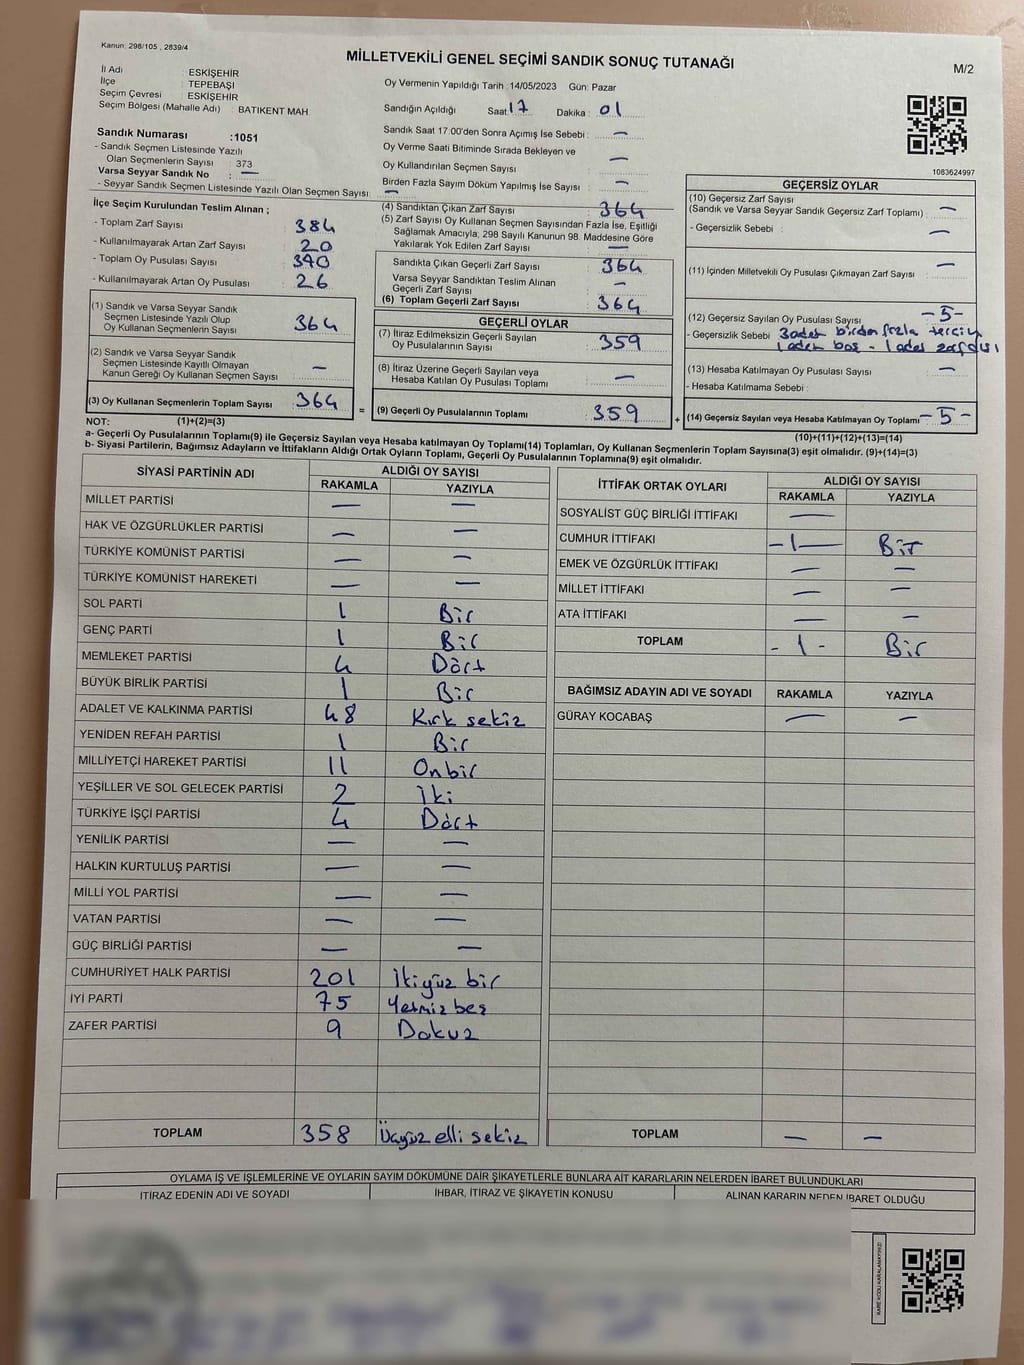 Kanun: 298/105 , 2839/4
MİLLETVEKİLİ GENEL SEÇİMİ SANDIK SONUÇ TUTANAĞI
M/2
İl Adı : ESKİŞEHİR
İlçe : TEPEBAŞI
Seçim Çevresi : ESKİŞEHİR
Seçim Bölgesi (Mahalle Adı) : BATIKENT MAH
Oy Vermenin Yapıldığı Tarih :14/05/2023 Gün: Pazar
Sandığın Açıldığı Saat: 17 Dakika : 01
Sandık Saat 17.00'den Sonra Açımış İse Sebebi : —
Oy Verme Saati Bitiminde Sırada Bekleyen ve
Oy Kullandırılan Seçmen Sayısı : —
Birden Fazla Sayım Döküm Yapılmış İse Sayısı : —
Sandık Numarası :1051
- Sandık Seçmen Listesinde Yazılı
Olan Seçmenlerin Sayısı : 373
Varsa Seyyar Sandık No : —
- Seyyar Sandık Seçmen Listesinde Yazılı Olan Seçmen Sayısı: —
1083624997
İlçe Seçim Kurulundan Teslim Alınan ;
- Toplam Zarf Sayısı : 384
- Kullanılmayarak Artan Zarf Sayısı : 20
- Toplam Oy Pusulası Sayısı : 390
- Kullanılmayarak Artan Oy Pusulası : 26
(1) Sandık ve Varsa Seyyar Sandık
Seçmen Listesinde Yazılı Olup
Oy Kullanan Seçmenlerin Sayısı : 364
(2) Sandık ve Varsa Seyyar Sandık
Seçmen Listesinde Kayıtlı Olmayan
Kanun Gereği Oy Kullanan Seçmen Sayısı : —
(3) Oy Kullanan Seçmenlerin Toplam Sayısı : 364
(4) Sandıktan Çıkan Zarf Sayısı : 364
(5) Zarf Sayısı Oy Kullanan Seçmen Sayısından Fazla İse, Eşitliği
Sağlamak Amacıyla, 298 Sayılı Kanunun 98. Maddesine Göre
Yakılarak Yok Edilen Zarf Sayısı : —
Sandıkta Çıkan Geçerli Zarf Sayısı : 364
Varsa Seyyar Sandıktan Teslim Alınan
Geçerli Zarf Sayısı : —
(6) Toplam Geçerli Zarf Sayısı : 364
GEÇERLİ OYLAR
(7) İtiraz Edilmeksizin Geçerli Sayılan
Oy Pusulalarının Sayısı : 359
(8) İtiraz Üzerine Geçerli Sayılan veya
Hesaba Katılan Oy Pusulası Toplamı : —
= (9) Geçerli Oy Pusulalarının Toplamı : 359 +
GEÇERSİZ OYLAR
(10) Geçersiz Zarf Sayısı
(Sandık ve Varsa Seyyar Sandık Geçersiz Zarf Toplamı) : —
- Geçersizlik Sebebi : —
(11) İçinden Milletvekili Oy Pusulası Çıkmayan Zarf Sayısı : —
(12) Geçersiz Sayılan Oy Pusulası Sayısı : -5-
- Geçersizlik Sebebi : 3 adet birden fazla tercih
1 adet boş - 1 adet zarf dışı
(13) Hesaba Katılmayan Oy Pusulası Sayısı : —
- Hesaba Katılmama Sebebi :
(14) Geçersiz Sayılan veya Hesaba Katılmayan Oy Toplamı : -5-
NOT: (1)+(2)=(3)
(10)+(11)+(12)+(13)=(14)
a- Geçerli Oy Pusulalarının Toplamı(9) ile Geçersiz Sayılan veya Hesaba katılmayan Oy Toplamı(14) Toplamları, Oy Kullanan Seçmenlerin Toplam Sayısına(3) eşit olmalıdır. (9)+(14)=(3)
b- Siyasi Partilerin, Bağımsız Adayların ve İttifakların Aldığı Ortak Oyların Toplamı, Geçerli Oy Pusulalarının Toplamına(9) eşit olmalıdır.
SİYASİ PARTİNİN ADI ALDIĞI OY SAYISI
RAKAMLA YAZIYLA
MİLLET PARTİSİ — —
HAK VE ÖZGÜRLÜKLER PARTİSİ — —
TÜRKİYE KOMÜNİST PARTİSİ — —
TÜRKİYE KOMÜNİST HAREKETİ — —
SOL PARTİ 1 Bir
GENÇ PARTİ 1 Bir
MEMLEKET PARTİSİ 4 Dört
BÜYÜK BİRLİK PARTİSİ 1 Bir
ADALET VE KALKINMA PARTİSİ 48 Kırk sekiz
YENİDEN REFAH PARTİSİ 1 Bir
MİLLİYETÇİ HAREKET PARTİSİ 11 Onbir
YEŞİLLER VE SOL GELECEK PARTİSİ 2 İki
TÜRKİYE İŞÇİ PARTİSİ 4 Dört
YENİLİK PARTİSİ — —
HALKIN KURTULUŞ PARTİSİ — —
MİLLİ YOL PARTİSİ — —
VATAN PARTİSİ — —
GÜÇ BİRLİĞİ PARTİSİ — —
CUMHURİYET HALK PARTİSİ 201 İkiyüz bir
İYİ PARTİ 75 Yetmiz beş
ZAFER PARTİSİ 9 Dokuz
TOPLAM 358 Üçyüz elli sekiz
İTTİFAK ORTAK OYLARI ALDIĞI OY SAYISI
RAKAMLA YAZIYLA
SOSYALİST GÜÇ BİRLİĞİ İTTİFAKI —
CUMHUR İTTİFAKI -1- Bir
EMEK VE ÖZGÜRLÜK İTTİFAKI — —
MİLLET İTTİFAKI — —
ATA İTTİFAKI — —
TOPLAM -1- Bir
BAĞIMSIZ ADAYIN ADI VE SOYADI RAKAMLA YAZIYLA
GÜRAY KOCABAŞ — —
TOPLAM — —
OYLAMA İŞ VE İŞLEMLERİNE VE OYLARIN SAYIM DÖKÜMÜNE DAİR ŞİKAYETLERLE BUNLARA AİT KARARLARIN NELERDEN İBARET BULUNDUKLARI
İTİRAZ EDENİN ADI VE SOYADI İHBAR, İTİRAZ VE ŞİKAYETİN KONUSU ALINAN KARARIN NEDEN İBARET OLDUĞU
KARE KODU KARALAMAYINIZ!